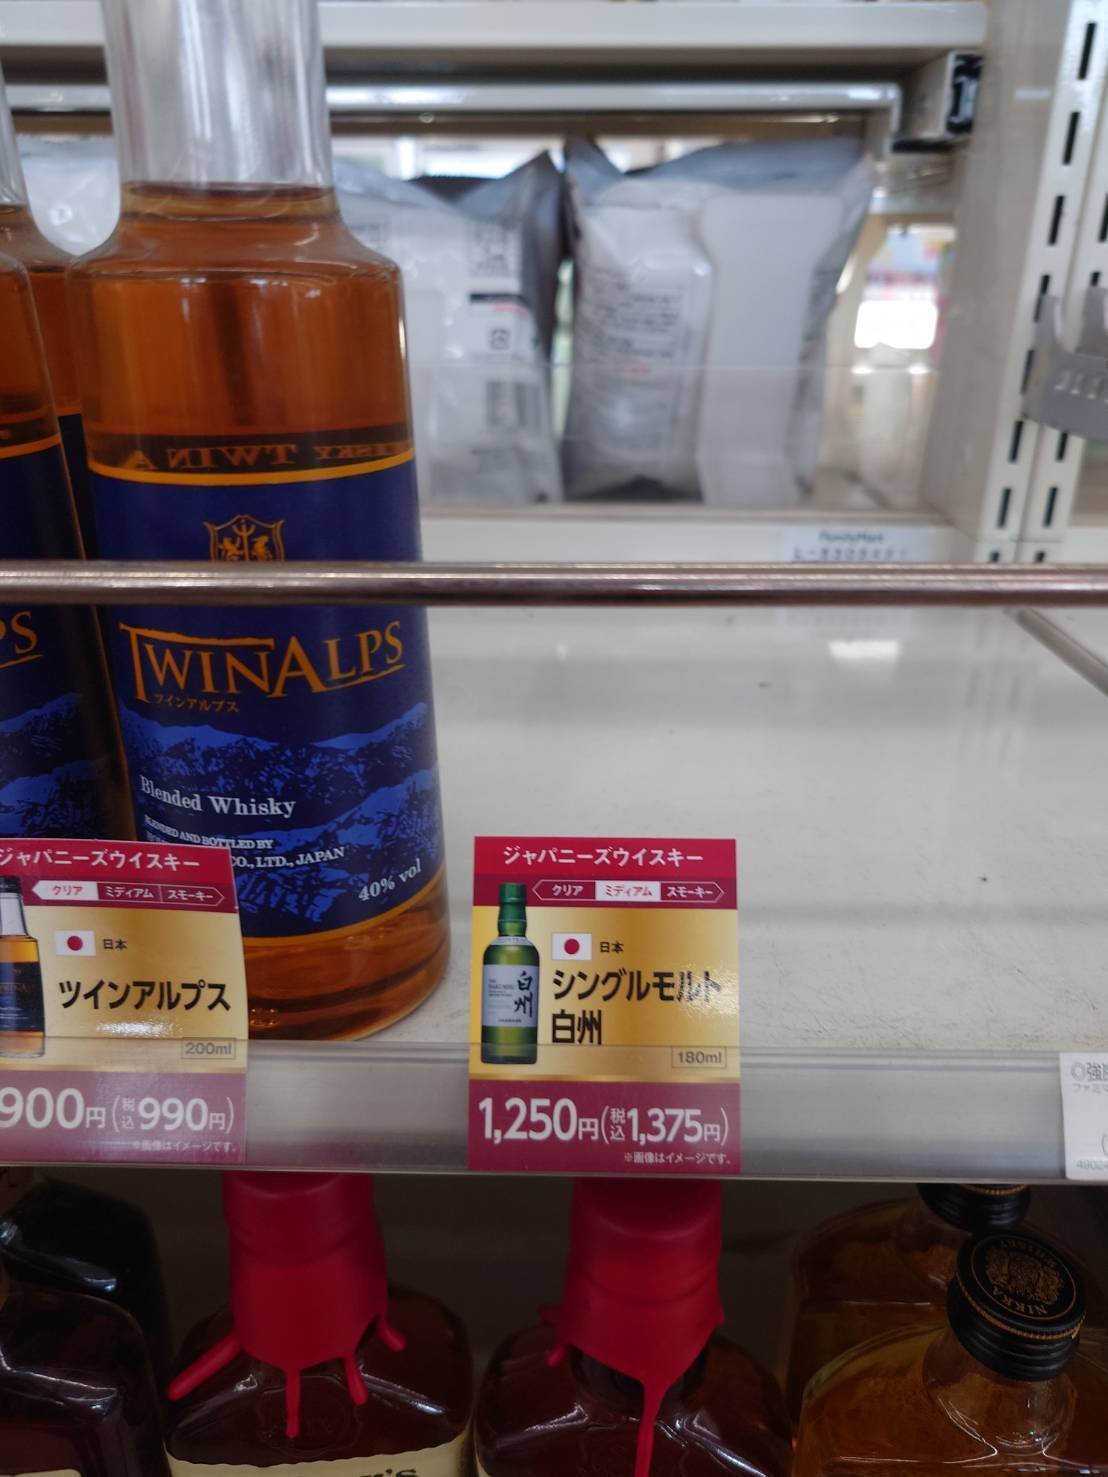 TWINALPS
ツインアルプス
Blended Whisky
BLENDED AND BOTTLED BY
CO., LTD., JAPAN
40% vol
PS
FamilyMart
ジャパニーズウイスキー
クリア ミディアム スモーキー
日本
ツインアルプス
200ml
900円(税込990円)
※画像はイメージです。
ジャパニーズウイスキー
クリア ミディアム スモーキー
日本
シングルモルト
白州
180ml
1,250円(税込1,375円)
※画像はイメージです。
白州
◎強
NIKKA
WHISKY